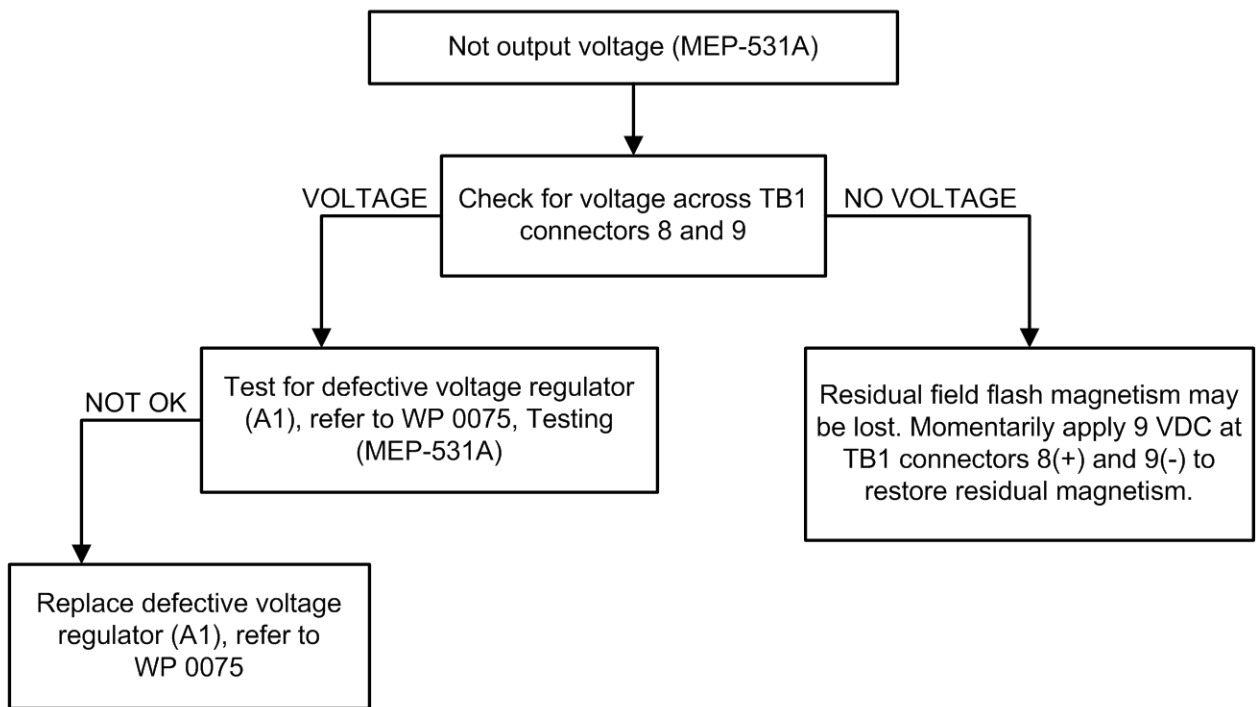 Not output voltage (MEP-531A)
VOLTAGE
Check for voltage across TB1
connectors 8 and 9
NO VOLTAGE
NOT OK
Test for defective voltage regulator
(A1), refer to WP 0075, Testing
(MEP-531A)
Residual field flash magnetism may
be lost. Momentarily apply 9 VDC at
TB1 connectors 8(+) and 9(-) to
restore residual magnetism.
Replace defective voltage
regulator (A1), refer to
WP 0075